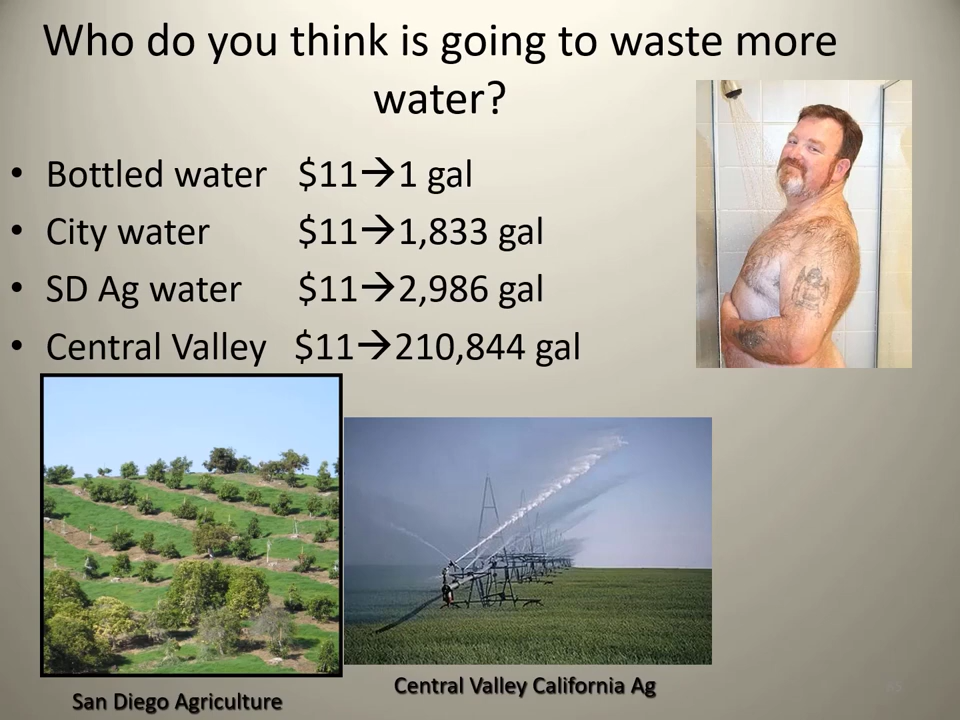 Who do you think is going to waste more
water?
• Bottled water $11→1 gal
• City water $11→1,833 gal
• SD Ag water $11→2,986 gal
• Central Valley $11→210,844 gal
San Diego Agriculture
Central Valley California Ag